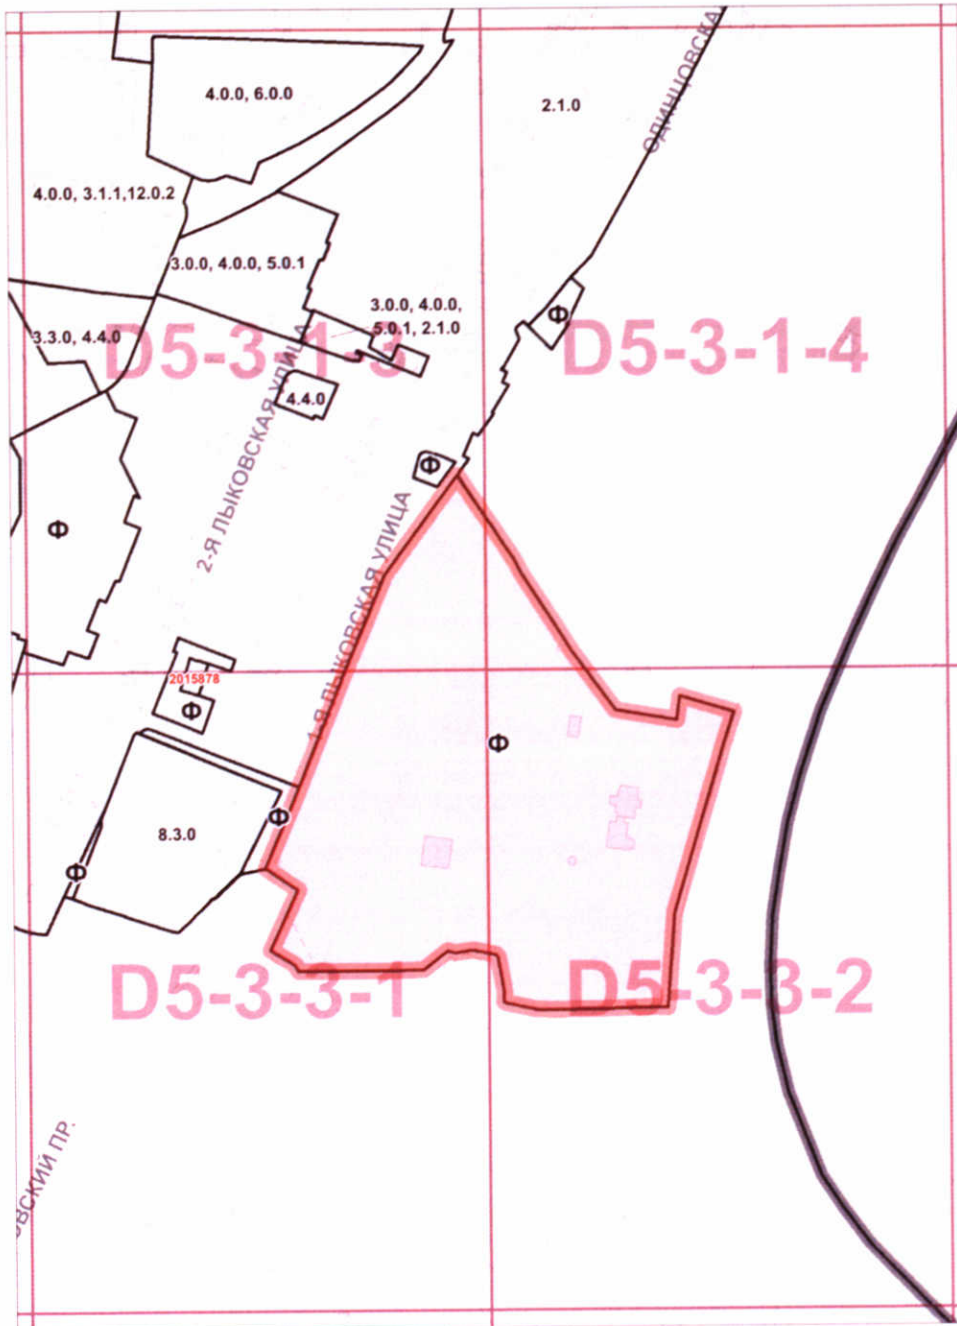 4.0.0, 6.0.0
2.1.0
ОДИНЦОВСКА
4.0.0, 3.1.1,12.0.2
3.0.0, 4.0.0, 5.0.1
3.0.0, 4.0.0,
5.0.1, 2.1.0
Ф
3.3.0, 4.4.0
D5-3-1-3
D5-3-1-4
4.4.0
2-Я ЛЫКОВСКАЯ УЛИЦА
Ф
1-Я ЛЫКОВСКАЯ УЛИЦА
Ф
2015878
Ф
Ф
8.3.0
Ф
Ф
D5-3-3-1
D5-3-3-2
ОВСКИЙ ПР.